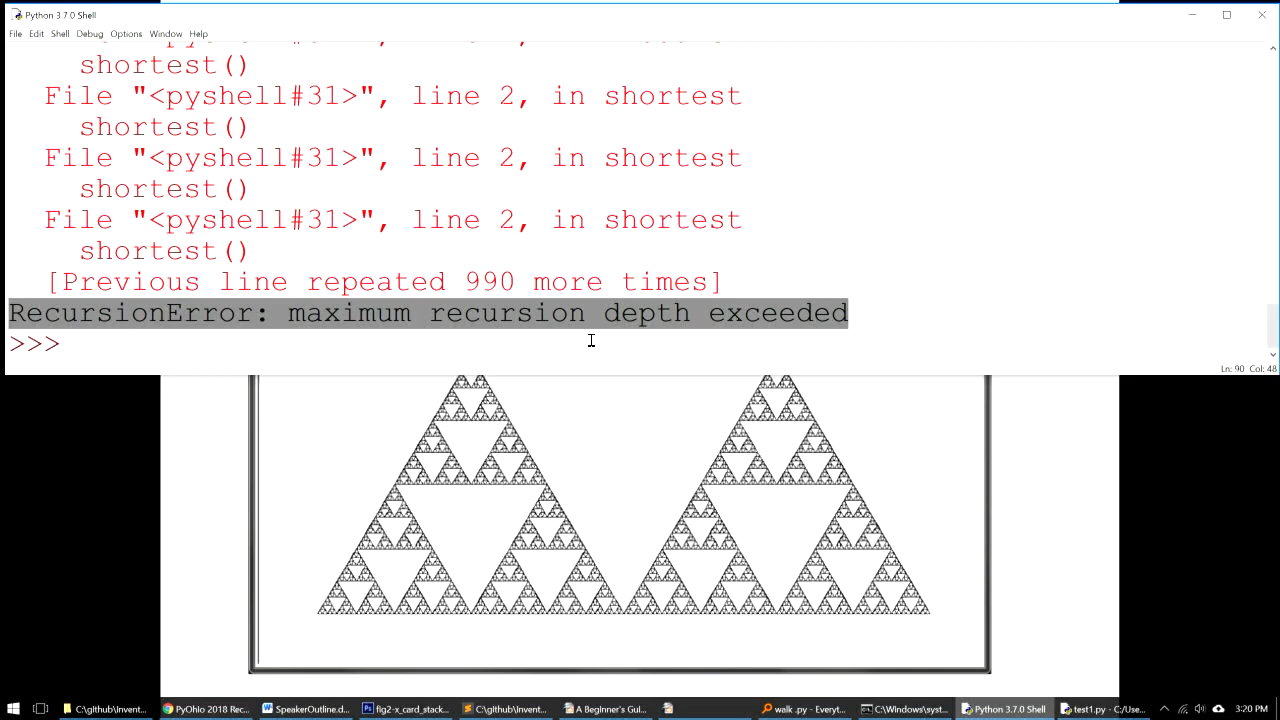 Python 3.7.0 Shell
File Edit Shell Debug Options Window Help
shortest()
File "<pyshell#31>", line 2, in shortest
shortest()
File "<pyshell#31>", line 2, in shortest
shortest()
File "<pyshell#31>", line 2, in shortest
shortest()
[Previous line repeated 990 more times]
RecursionError: maximum recursion depth exceeded
>>>
Ln: 90 Col: 48
C:\github\Invent... PyOhio 2018 Rec... SpeakerOutline.d... fig2-x_card_stack... C:\github\Invent... A Beginner's Gui... walk .py - Everyt... C:\Windows\syst... Python 3.7.0 Shell test1.py - C:/Use... 3:20 PM